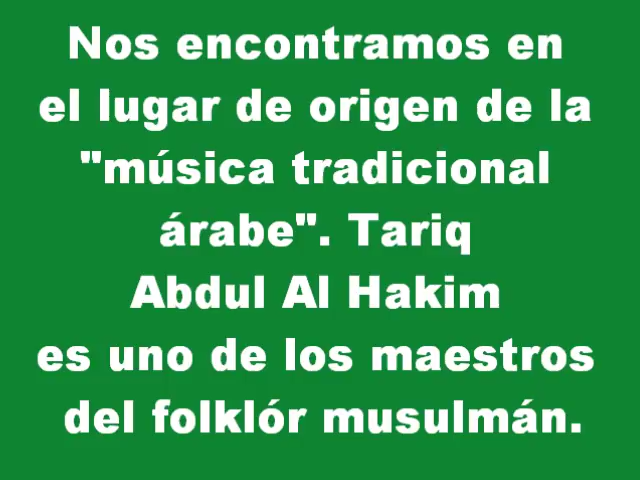 Nos encontramos en
el lugar de origen de la
"música tradicional
árabe". Tariq
Abdul Al Hakim
es uno de los maestros
del folklór musulmán.